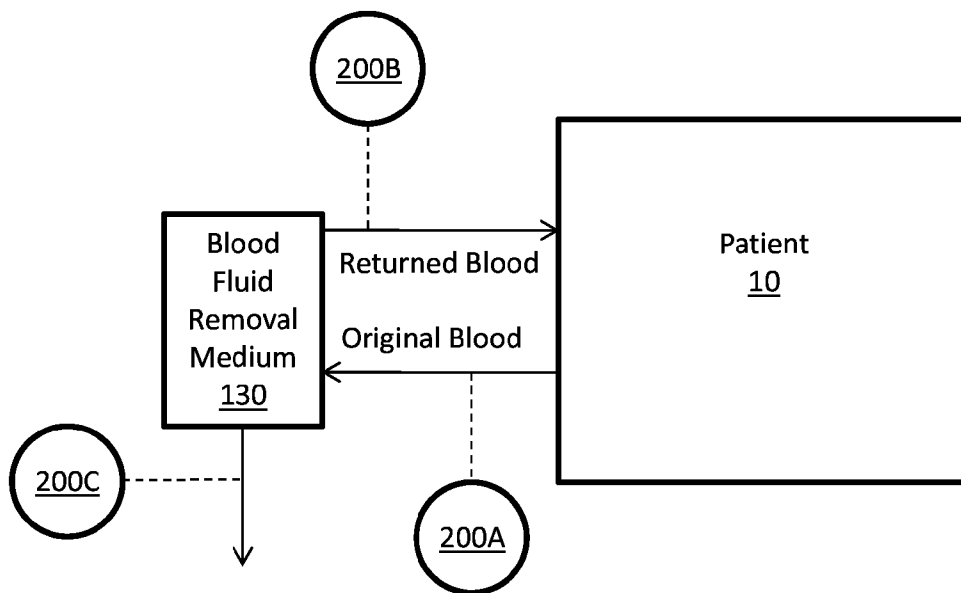 200B
Blood
Fluid
Removal
Medium
130
Returned Blood
Original Blood
Patient
10
200C
200A